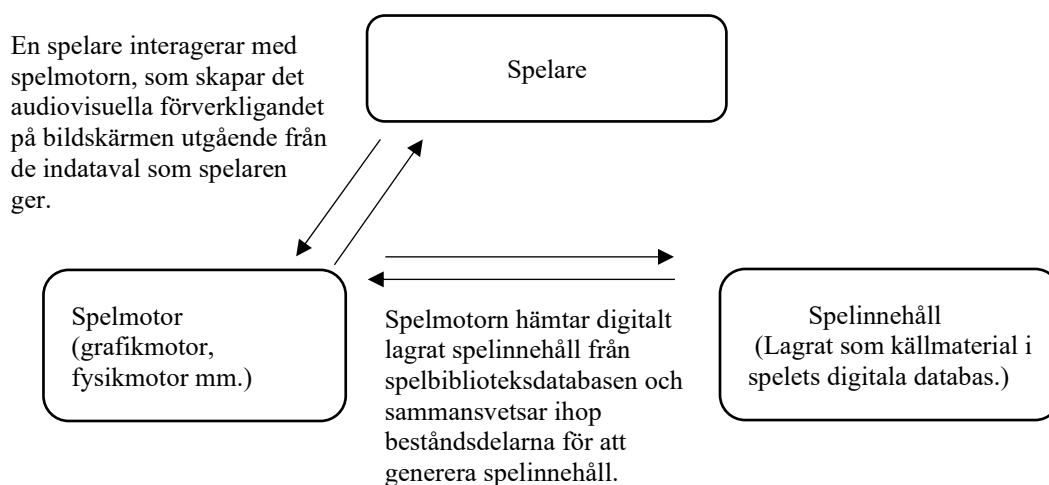 En spelare interagerar med
spelmotorn, som skapar det
audiovisuella förverkligandet
på bildskärmen utgående från
de indataval som spelaren
ger.
Spelare
Spelmotor
(grafikmotor,
fysikmotor mm.)
Spelmotorn hämtar digitalt
lagrat spelinnehåll från
spelbiblioteksdatabasen och
sammansvetsar ihop
beståndsdelarna för att
generera spelinnehåll.
Spelinnehåll
(Lagrat som källmaterial i
spelets digitala databas.)